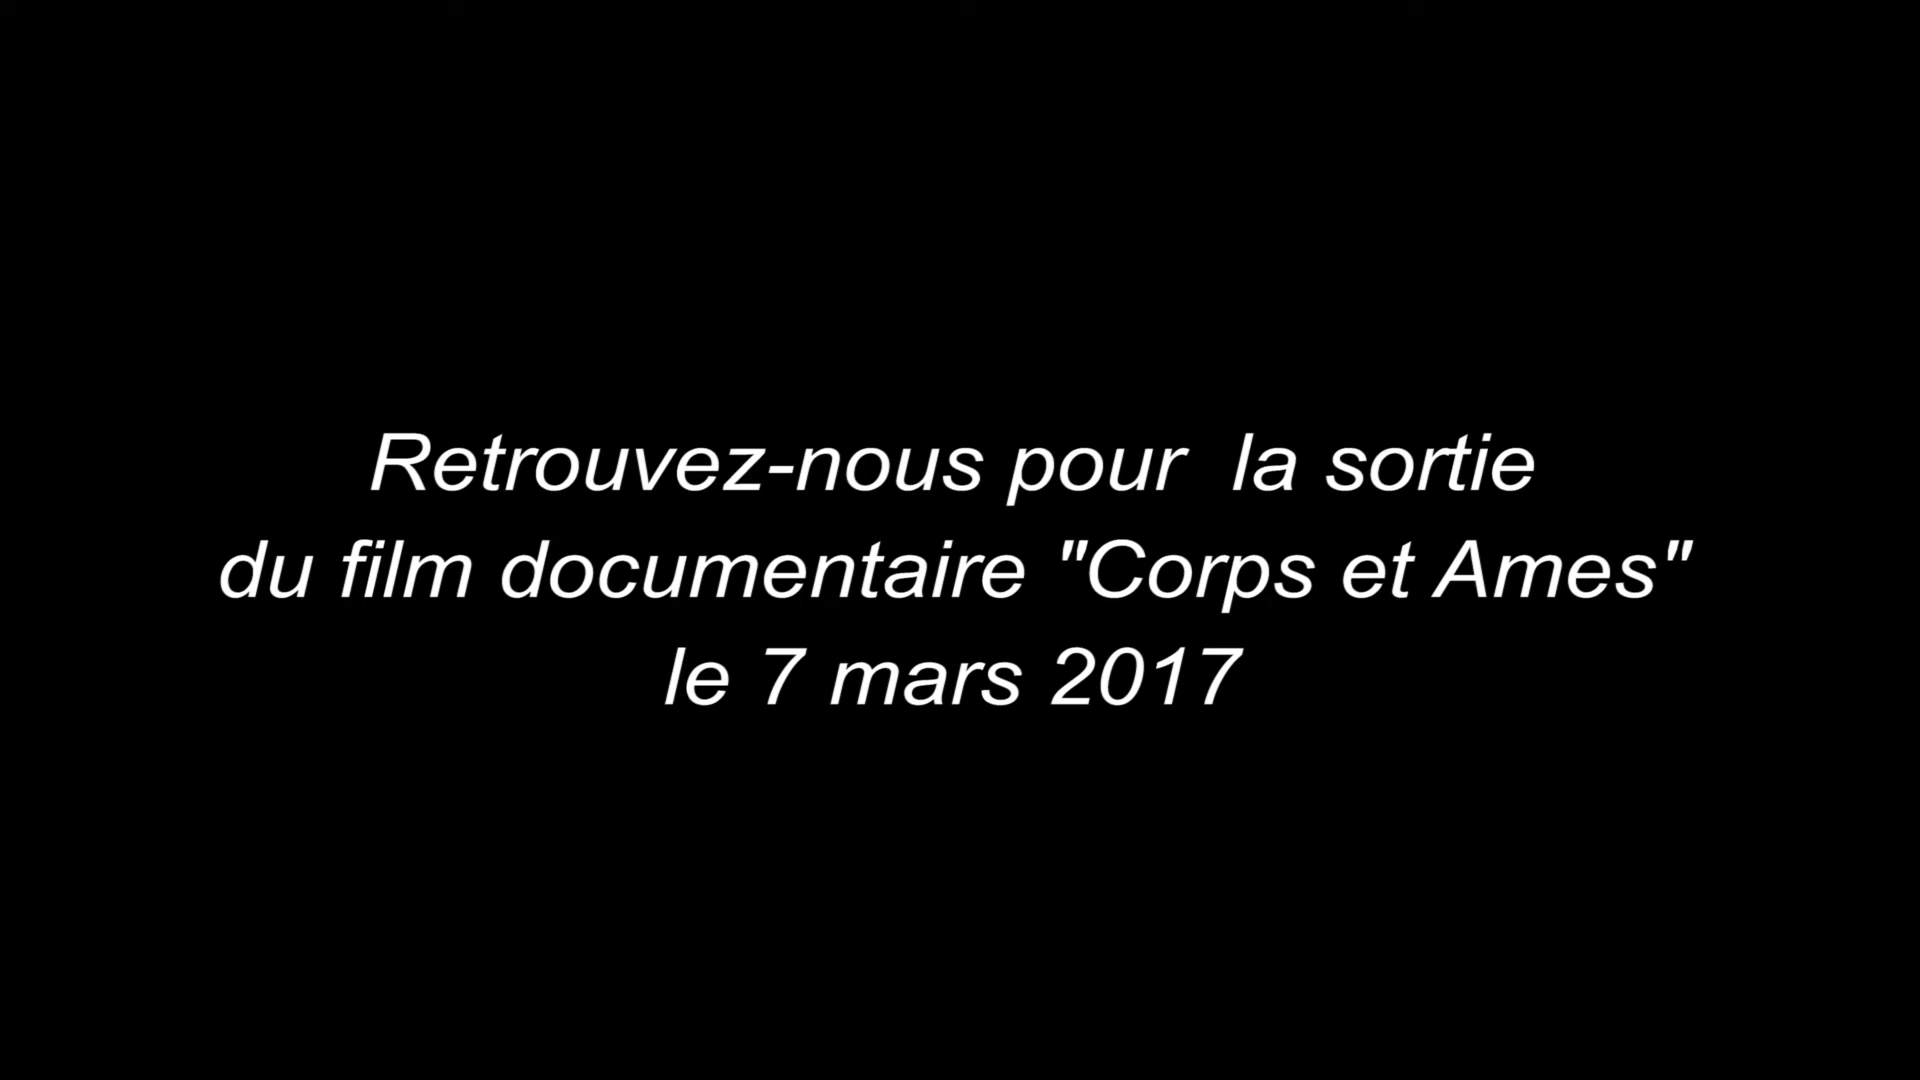 Retrouvez-nous pour  la sortie
du film documentaire "Corps et Ames"
le 7 mars 2017